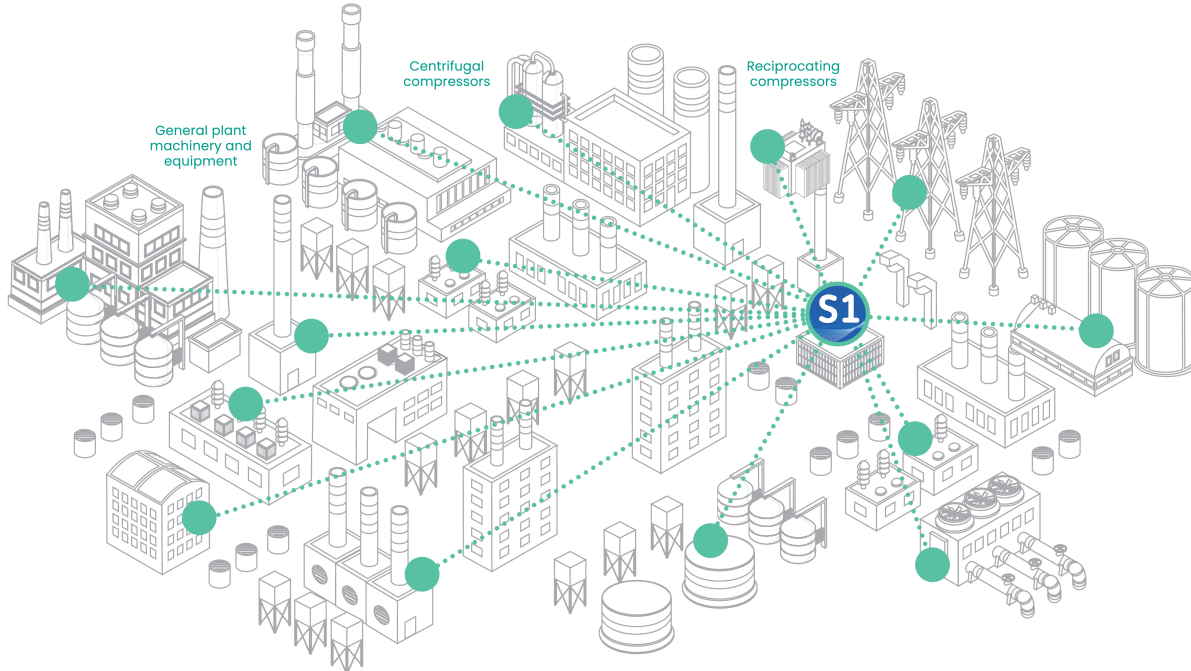 Centrifugal
compressors
Reciprocating
compressors
General plant
machinery and
equipment
S1